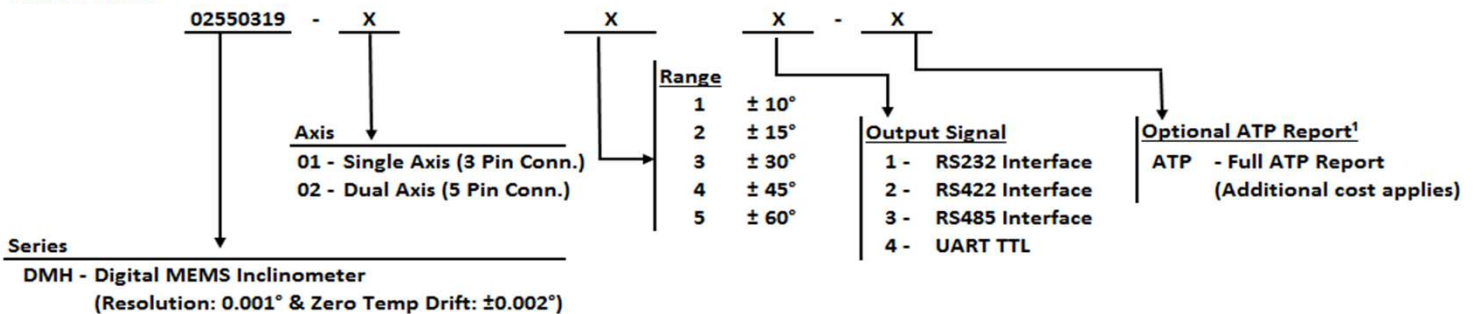 02550319 - X X X - X
Range
1 ± 10°
2 ± 15°
3 ± 30°
4 ± 45°
5 ± 60°
Axis
01 - Single Axis (3 Pin Conn.)
02 - Dual Axis (5 Pin Conn.)
Output Signal
1 - RS232 Interface
2 - RS422 Interface
3 - RS485 Interface
4 - UART TTL
Optional ATP Report¹
ATP - Full ATP Report
(Additional cost applies)
Series
DMH - Digital MEMS Inclinometer
(Resolution: 0.001° & Zero Temp Drift: ±0.002°)